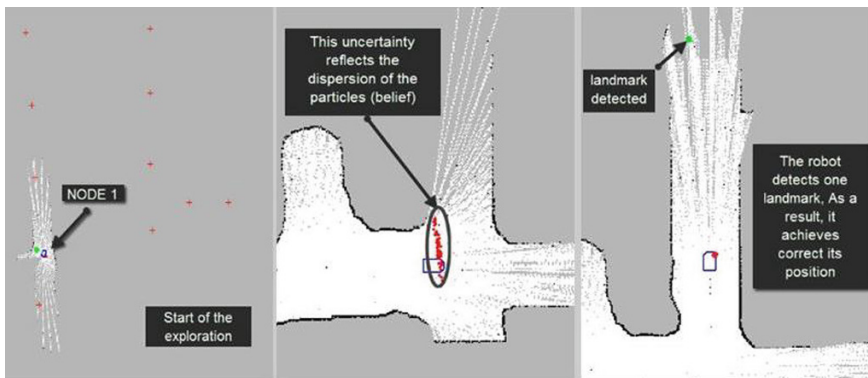 NODE 1
Start of the
exploration
This uncertainty
reflects the
dispersion of the
particles (belief)
landmark
detected
The robot
detects one
landmark, As a
result, it
achieves
correct its
position